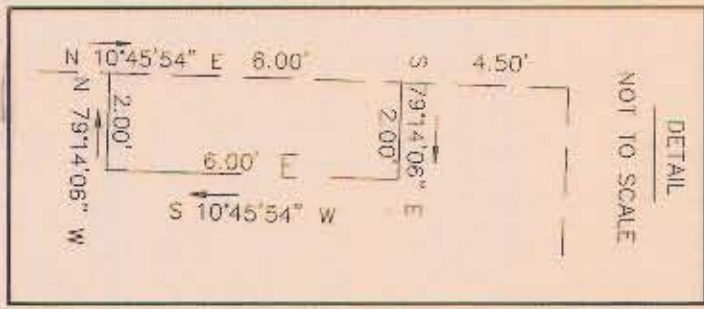 N 10°45'54" E 6.00'
S 79°14'06" E
4.50'
DETAIL
NOT TO SCALE
N 79°14'06" W
2.00'
2.00'
6.00' E
S 10°45'54" W